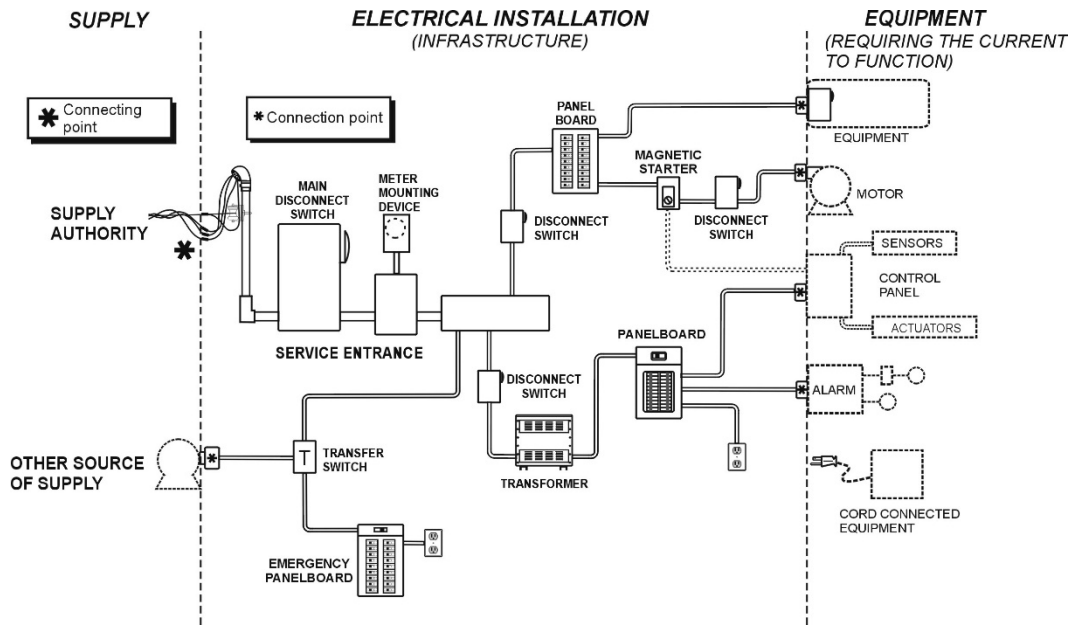 SUPPLY
ELECTRICAL INSTALLATION
(INFRASTRUCTURE)
EQUIPMENT
(REQUIRING THE CURRENT
TO FUNCTION)
* Connecting
point
* Connection point
PANEL
BOARD
EQUIPMENT
MAGNETIC
STARTER
METER
MOUNTING
DEVICE
MAIN
DISCONNECT
SWITCH
SUPPLY
AUTHORITY
*
DISCONNECT
SWITCH
DISCONNECT
SWITCH
MOTOR
SENSORS
CONTROL
PANEL
ACTUATORS
SERVICE ENTRANCE
PANELBOARD
DISCONNECT
SWITCH
ALARM
OTHER SOURCE
OF SUPPLY
T
TRANSFER
SWITCH
TRANSFORMER
CORD CONNECTED
EQUIPMENT
EMERGENCY
PANELBOARD